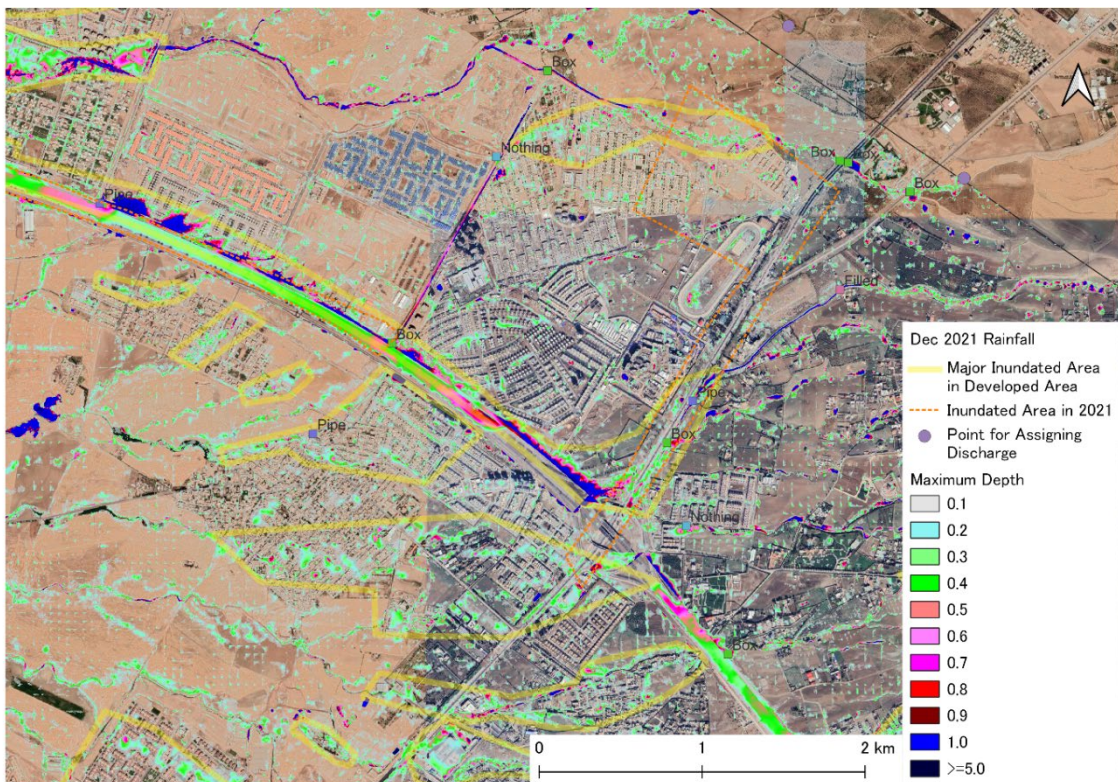 Box
Nothing
Box
Box
Box
Pipe
Filled
Box
Pipe
Pipe
Box
Nothing
Box
Dec 2021 Rainfall
Major Inundated Area
in Developed Area
Inundated Area in 2021
Point for Assigning
Discharge
Maximum Depth
0.1
0.2
0.3
0.4
0.5
0.6
0.7
0.8
0.9
1.0
>=5.0
0 1 2 km